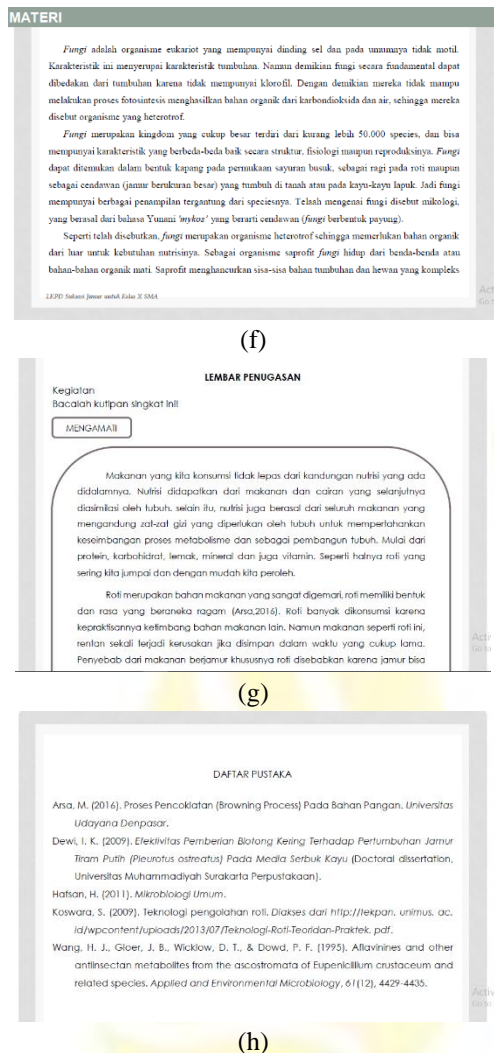 MATERI
Fungi adalah organisme eukariot yang mempunyai dinding sel dan pada umumnya tidak motil.
Karakteristik ini menyerupai karakteristik tumbuhan. Namun demikian fungi secara fundamental dapat
dibedakan dari tumbuhan karena tidak mempunyai klorofil. Dengan demikian mereka tidak mampu
melakukan proses fotosintesis menghasilkan bahan organik dari karbondioksida dan air, sehingga mereka
disebut organisme yang heterotrof.
Fungi merupakan kingdom yang cukup besar terdiri dari kurang lebih 50.000 species, dan bisa
mempunyai karakteristik yang berbeda-beda baik secara struktur, fisiologi maupun reproduksinya. Fungi
dapat ditemukan dalam bentuk kapang pada permukaan sayuran busuk, sebagai ragi pada roti maupun
sebagai cendawan (jamur berukuran besar) yang tumbuh di tanah atau pada kayu-kayu lapuk. Jadi fungi
mempunyai berbagai penampilan tergantung dari speciesnya. Telaah mengenai fungi disebut mikologi,
yang berasal dari bahasa Yunani 'mykos' yang berarti cendawan (fungi berbentuk payung).
Seperti telah disebutkan, fungi merupakan organisme heterotrof sehingga memerlukan bahan organik
dari luar untuk kebutuhan nutrisinya. Sebagai organisme saprofit fungi hidup dari benda-benda atau
bahan-bahan organik mati. Saprofit menghancurkan sisa-sisa bahan tumbuhan dan hewan yang kompleks
Jamur untuk Kelas X SMA
(f)
LEMBAR PENUGASAN
Kegiatan
Bacalah kutipan singkat ini!
MENGAMATI
Makanan yang kita konsumsi tidak lepas dari kandungan nutrisi yang ada
didalamnya. Nutrisi didapatkan dari makanan dan cairan yang selanjutnya
diasimilasi oleh tubuh. selain itu, nutrisi juga berasal dari seluruh makanan yang
mengandung zat-zat gizi yang diperlukan oleh tubuh untuk mempertahankan
keseimbangan proses metabolisme dan sebagai pembangun tubuh. Mulai dari
protein, karbohidrat, lemak, mineral dan juga vitamin. Seperti halnya roti yang
sering kita jumpai dan dengan mudah kita peroleh.
Roti merupakan bahan makanan yang sangat digemari, roti memiliki bentuk
dan rasa yang beraneka ragam (Arsa,2016). Roti banyak dikonsumsi karena
kepraktisannya ketimbang bahan makanan lain. Namun makanan seperti roti ini,
rentan sekali terjadi kerusakan jika disimpan dalam waktu yang cukup lama.
Penyebab dari makanan berjamur khususnya roti disebabkan karena jamur bisa
(g)
DAFTAR PUSTAKA
Arsa, M. (2016). Proses Pencoklatan (Browning Process) Pada Bahan Pangan. Universitas
Udayana Denpasar.
Dewi, I. K. (2009). Efektivitas Pemberian Blotong Kering Terhadap Pertumbuhan Jamur
Tiram Putih (Pleurotus ostreatus) Pada Media Serbuk Kayu (Doctoral dissertation,
Universitas Muhammadiyah Surakarta Perpustakaan).
Hafsan, H. (2011). Mikrobiologi Umum.
Koswara, S. (2009). Teknologi pengolahan roti. Diakses dari http://tekpan. unimus. ac.
id/wpcontent/uploads/2013/07/Teknologi-Roti-Teoridan-Praktek. pdf.
Wang, H. J., Gloer, J. B., Wicklow, D. T., & Dowd, P. F. (1995). Aflavinines and other
antiinsectan metabolites from the ascostromata of Eupenicillium crustaceum and
related species. Applied and Environmental Microbiology, 61(12), 4429-4435.
(h)